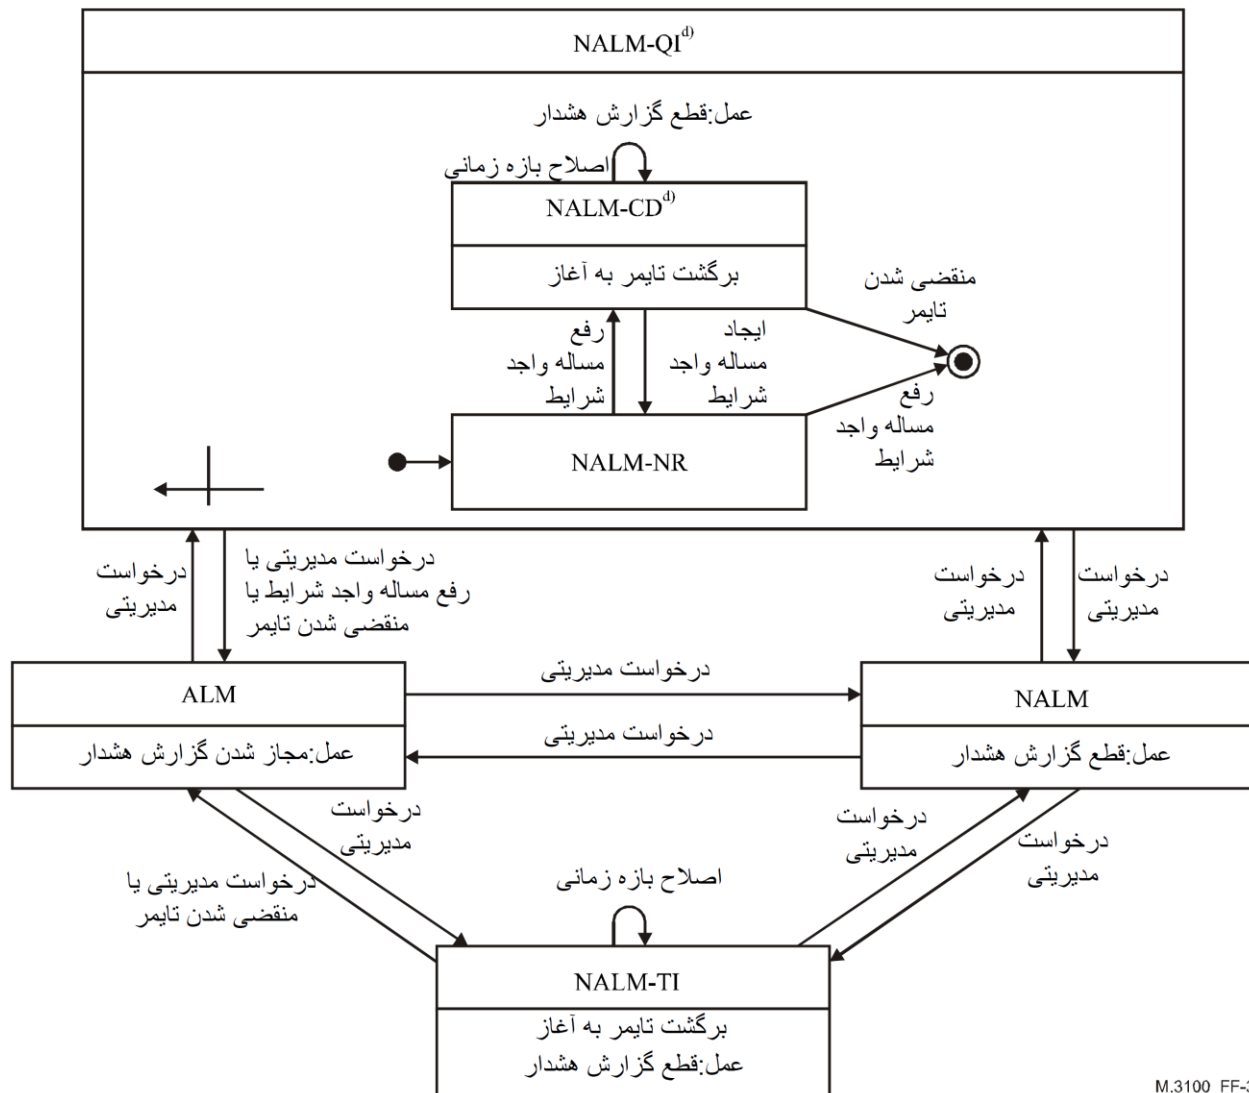 NALM-QI d)
عمل:قطع گزارش هشدار
اصلاح بازه زمانی
NALM-CD d)
برگشت تایمر به آغاز
منقضی شدن
تایمر
رفع
مساله واجد
شرایط
ایجاد
مساله واجد
شرایط
رفع
مساله واجد
شرایط
NALM-NR
درخواست
مدیریتی
درخواست مدیریتی یا
رفع مساله واجد شرایط یا
منقضی شدن تایمر
درخواست
مدیریتی
درخواست
مدیریتی
ALM
عمل:مجاز شدن گزارش هشدار
درخواست مدیریتی
درخواست مدیریتی
NALM
عمل:قطع گزارش هشدار
درخواست
مدیریتی
درخواست مدیریتی یا
منقضی شدن تایمر
درخواست
مدیریتی
درخواست
مدیریتی
اصلاح بازه زمانی
NALM-TI
برگشت تایمر به آغاز
عمل:قطع گزارش هشدار
M.3100 FF-3